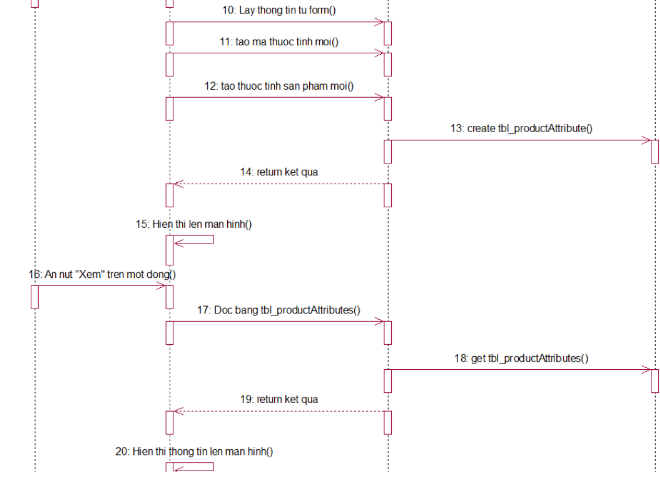 10: Lay thong tin tu form()
11: tao ma thuoc tinh moi()
12: tao thuoc tinh san pham moi()
13: create tbl_productAttribute()
14: return ket qua
15: Hien thi len man hinh()
16: An nut "Xem" tren mot dong()
17: Doc bang tbl_productAttributes()
18: get tbl_productAttributes()
19: return ket qua
20: Hien thi thong tin len man hinh()